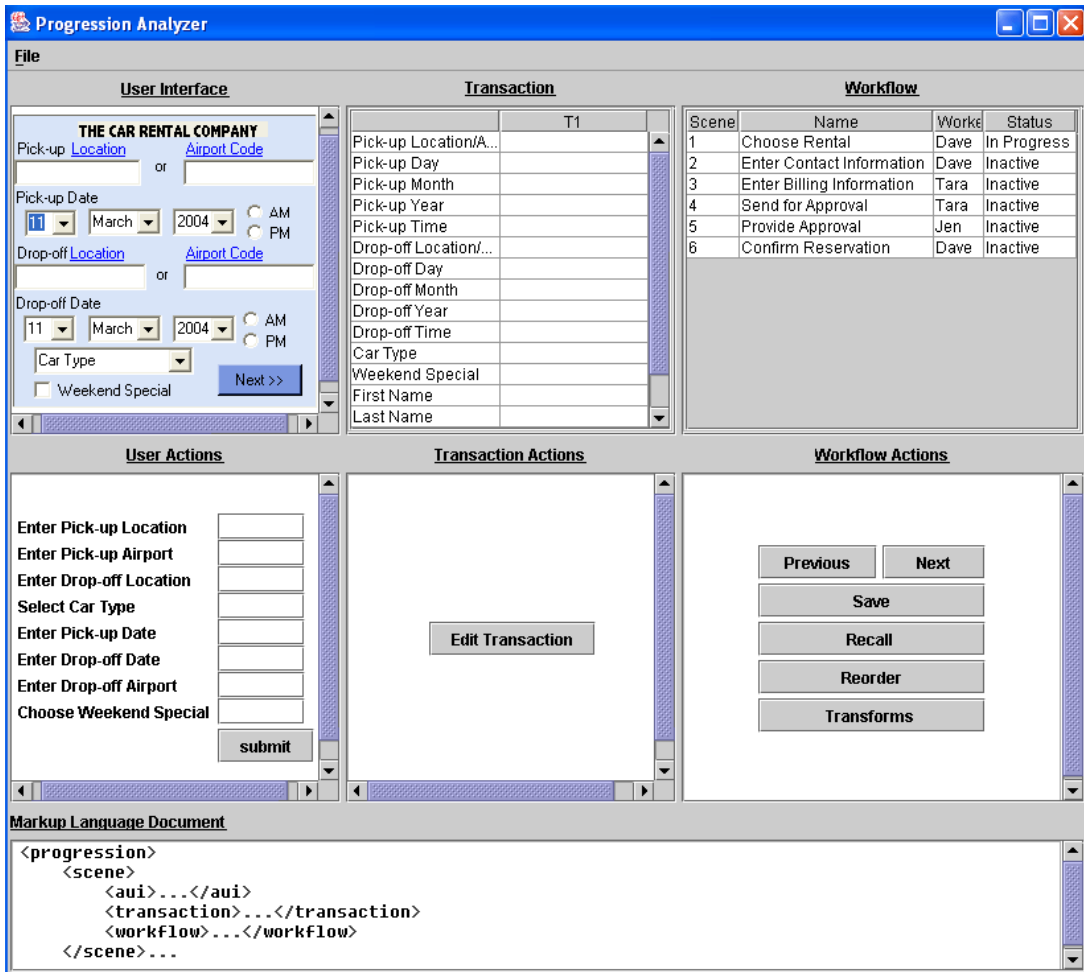 Progression Analyzer
File
User Interface
THE CAR RENTAL COMPANY
Pick-up Location Airport Code
or
Pick-up Date
11 March 2004 AM
PM
Drop-off Location Airport Code
or
Drop-off Date
11 March 2004 AM
PM
Car Type
Weekend Special Next >>
Transaction
T1
Pick-up Location/A...
Pick-up Day
Pick-up Month
Pick-up Year
Pick-up Time
Drop-off Location/...
Drop-off Day
Drop-off Month
Drop-off Year
Drop-off Time
Car Type
Weekend Special
First Name
Last Name
Workflow
Scene Name Worke Status
1 Choose Rental Dave In Progress
2 Enter Contact Information Dave Inactive
3 Enter Billing Information Tara Inactive
4 Send for Approval Tara Inactive
5 Provide Approval Jen Inactive
6 Confirm Reservation Dave Inactive
User Actions
Enter Pick-up Location
Enter Pick-up Airport
Enter Drop-off Location
Select Car Type
Enter Pick-up Date
Enter Drop-off Date
Enter Drop-off Airport
Choose Weekend Special
submit
Transaction Actions
Edit Transaction
Workflow Actions
Previous Next
Save
Recall
Reorder
Transforms
Markup Language Document
<progression>
<scene>
<aui>...</aui>
<transaction>...</transaction>
<workflow>...</workflow>
</scene>...